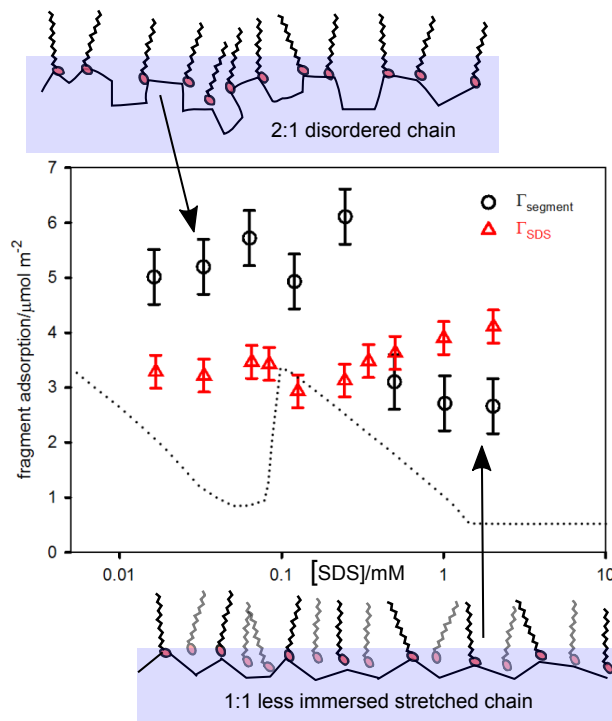 2:1 disordered chain
7
6
5
4
3
2
1
0
fragment adsorption/μmol m⁻²
Γsegment
ΓSDS
0.01
0.1
1
10
[SDS]/mM
1:1 less immersed stretched chain